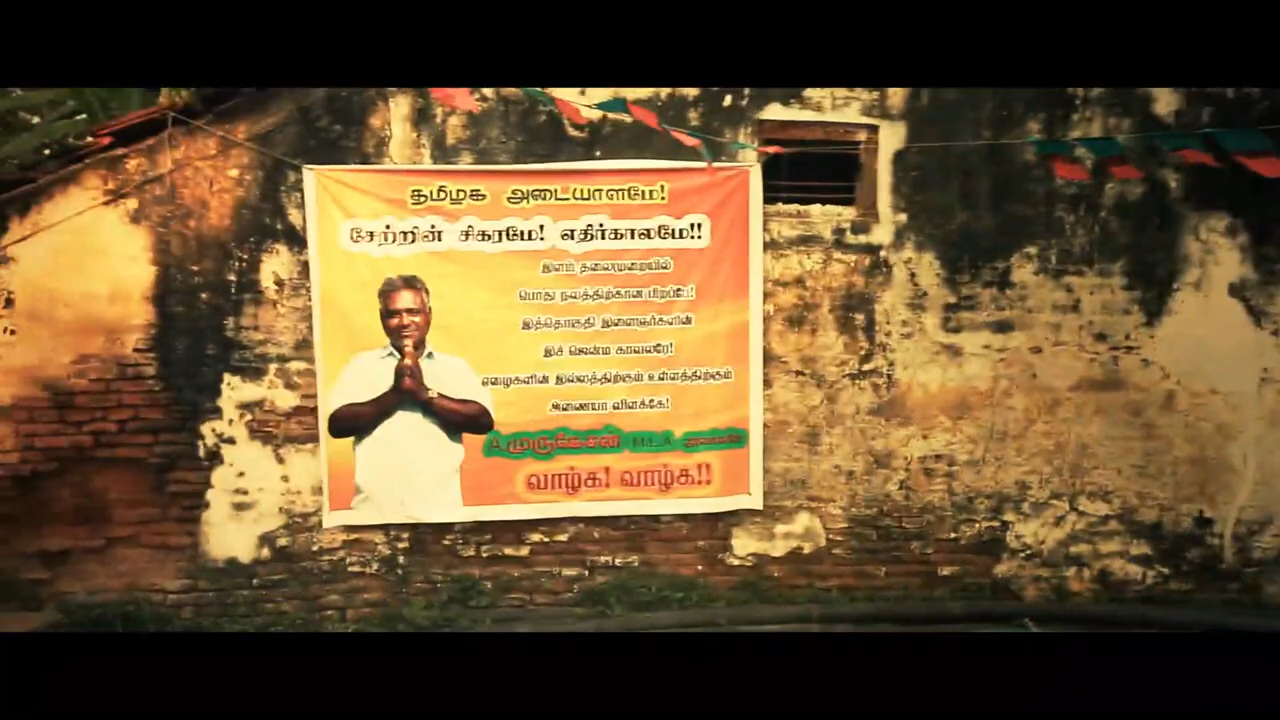 தமிழக அடையாளமே!
சேற்றின் சிகரமே! எதிர்காலமே!!
இளம் தலைமுறையில்
பொது நலத்திற்கான பிறப்பே!
இத்தொகுதி இளைஞர்களின்
இச் ஜென்ம காவலரே!
ஏழைகளின் இல்லத்திற்கும் உள்ளத்திற்கும்
அணையா விளக்கே!
A.முருகேசன் M.L.A
வாழ்க! வாழ்க!!